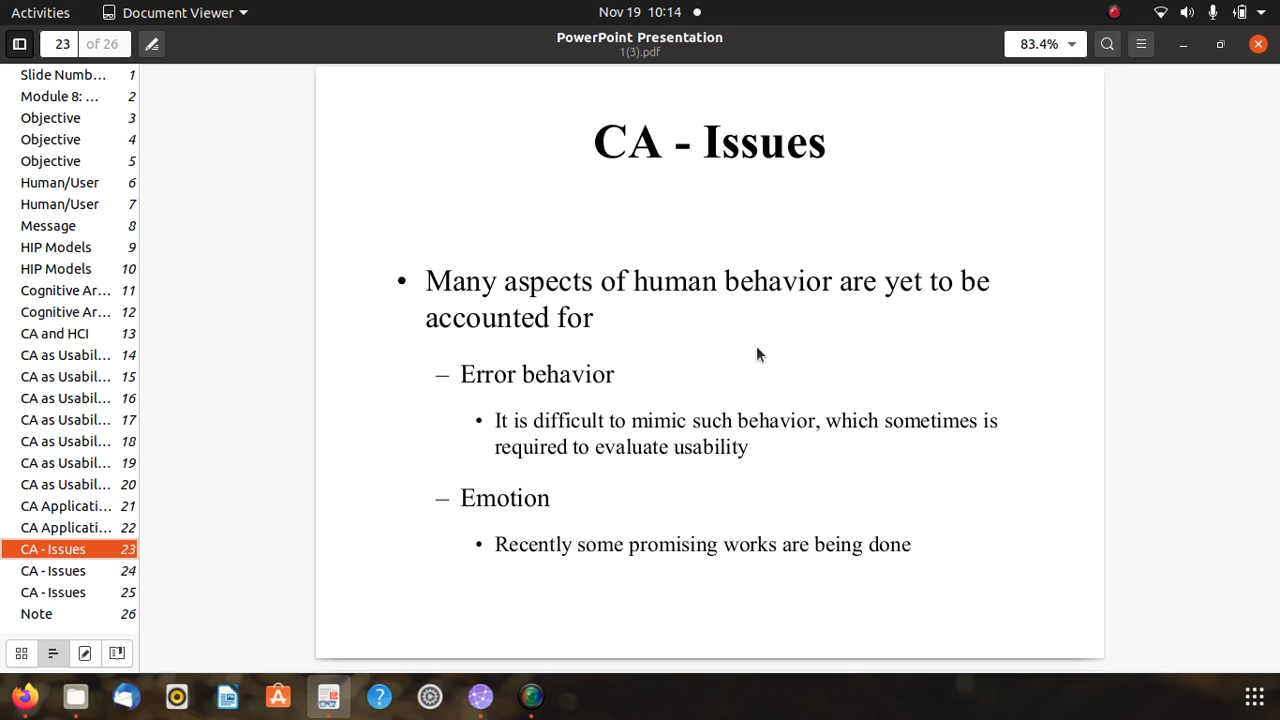 Activities
Document Viewer
Nov 19 10:14
23
of 26
PowerPoint Presentation
1(3).pdf
83.4%
Slide Numb... 1
Module 8: ... 2
Objective 3
Objective 4
Objective 5
Human/User 6
Human/User 7
Message 8
HIP Models 9
HIP Models 10
Cognitive Ar... 11
Cognitive Ar... 12
CA and HCI 13
CA as Usabil... 14
CA as Usabil... 15
CA as Usabil... 16
CA as Usabil... 17
CA as Usabil... 18
CA as Usabil... 19
CA as Usabil... 20
CA Applicati... 21
CA Applicati... 22
CA - Issues 23
CA - Issues 24
CA - Issues 25
Note 26
CA - Issues
• Many aspects of human behavior are yet to be
accounted for
– Error behavior
• It is difficult to mimic such behavior, which sometimes is
required to evaluate usability
– Emotion
• Recently some promising works are being done